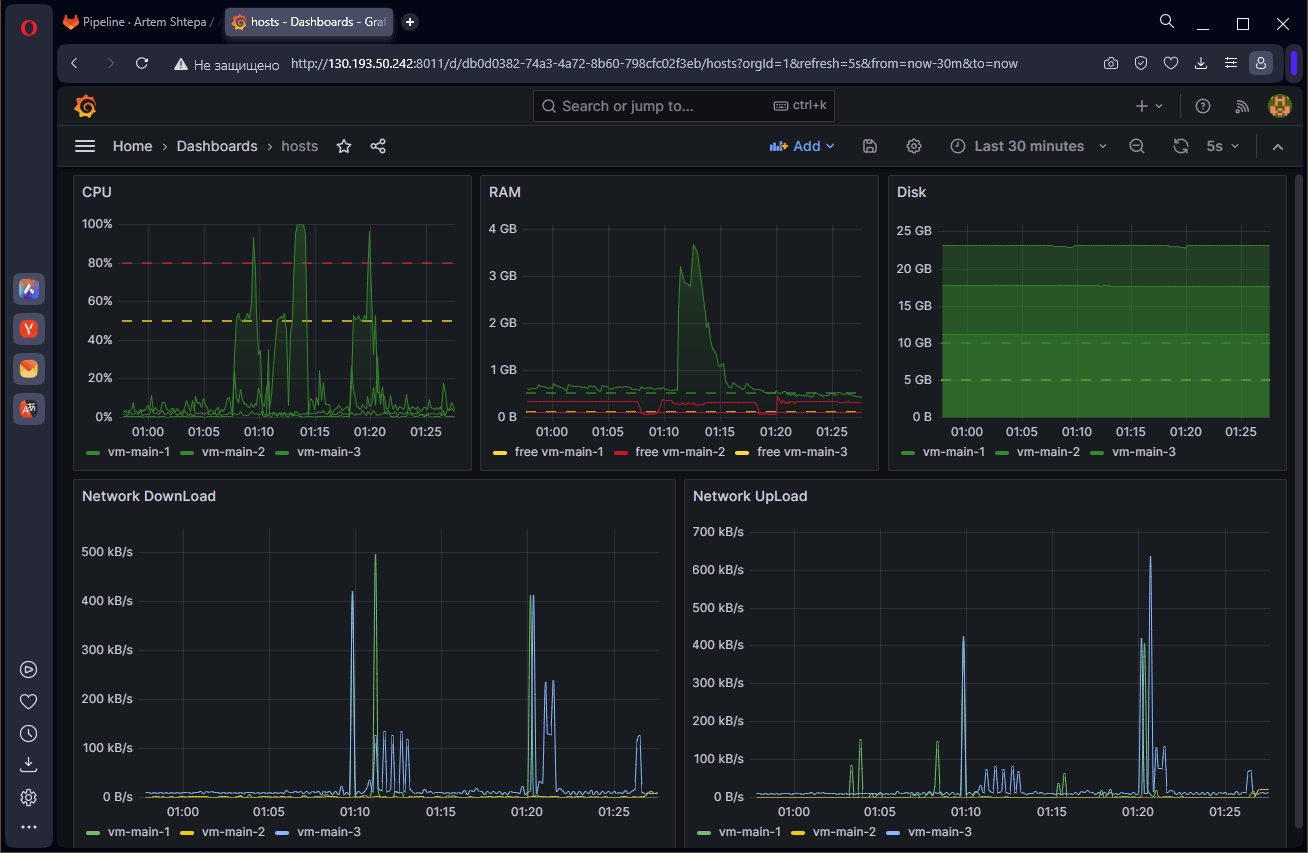 Pipeline · Artem Shtepa /
hosts - Dashboards - Graf
Не защищено http://130.193.50.242:8011/d/db0d0382-74a3-4a72-8b60-798cfc02f3eb/hosts?orgId=1&refresh=5s&from=now-30m&to=now
Search or jump to... ctrl+k
Home › Dashboards › hosts Add Last 30 minutes 5s
CPU
100%
80%
60%
40%
20%
0%
01:00 01:05 01:10 01:15 01:20 01:25
vm-main-1 vm-main-2 vm-main-3
RAM
4 GB
3 GB
2 GB
1 GB
0 B
01:00 01:05 01:10 01:15 01:20 01:25
free vm-main-1 free vm-main-2 free vm-main-3
Disk
25 GB
20 GB
15 GB
10 GB
5 GB
0 B
01:00 01:05 01:10 01:15 01:20 01:25
vm-main-1 vm-main-2 vm-main-3
Network DownLoad
500 kB/s
400 kB/s
300 kB/s
200 kB/s
100 kB/s
0 B/s
01:00 01:05 01:10 01:15 01:20 01:25
vm-main-1 vm-main-2 vm-main-3
Network UpLoad
700 kB/s
600 kB/s
500 kB/s
400 kB/s
300 kB/s
200 kB/s
100 kB/s
0 B/s
01:00 01:05 01:10 01:15 01:20 01:25
vm-main-1 vm-main-2 vm-main-3